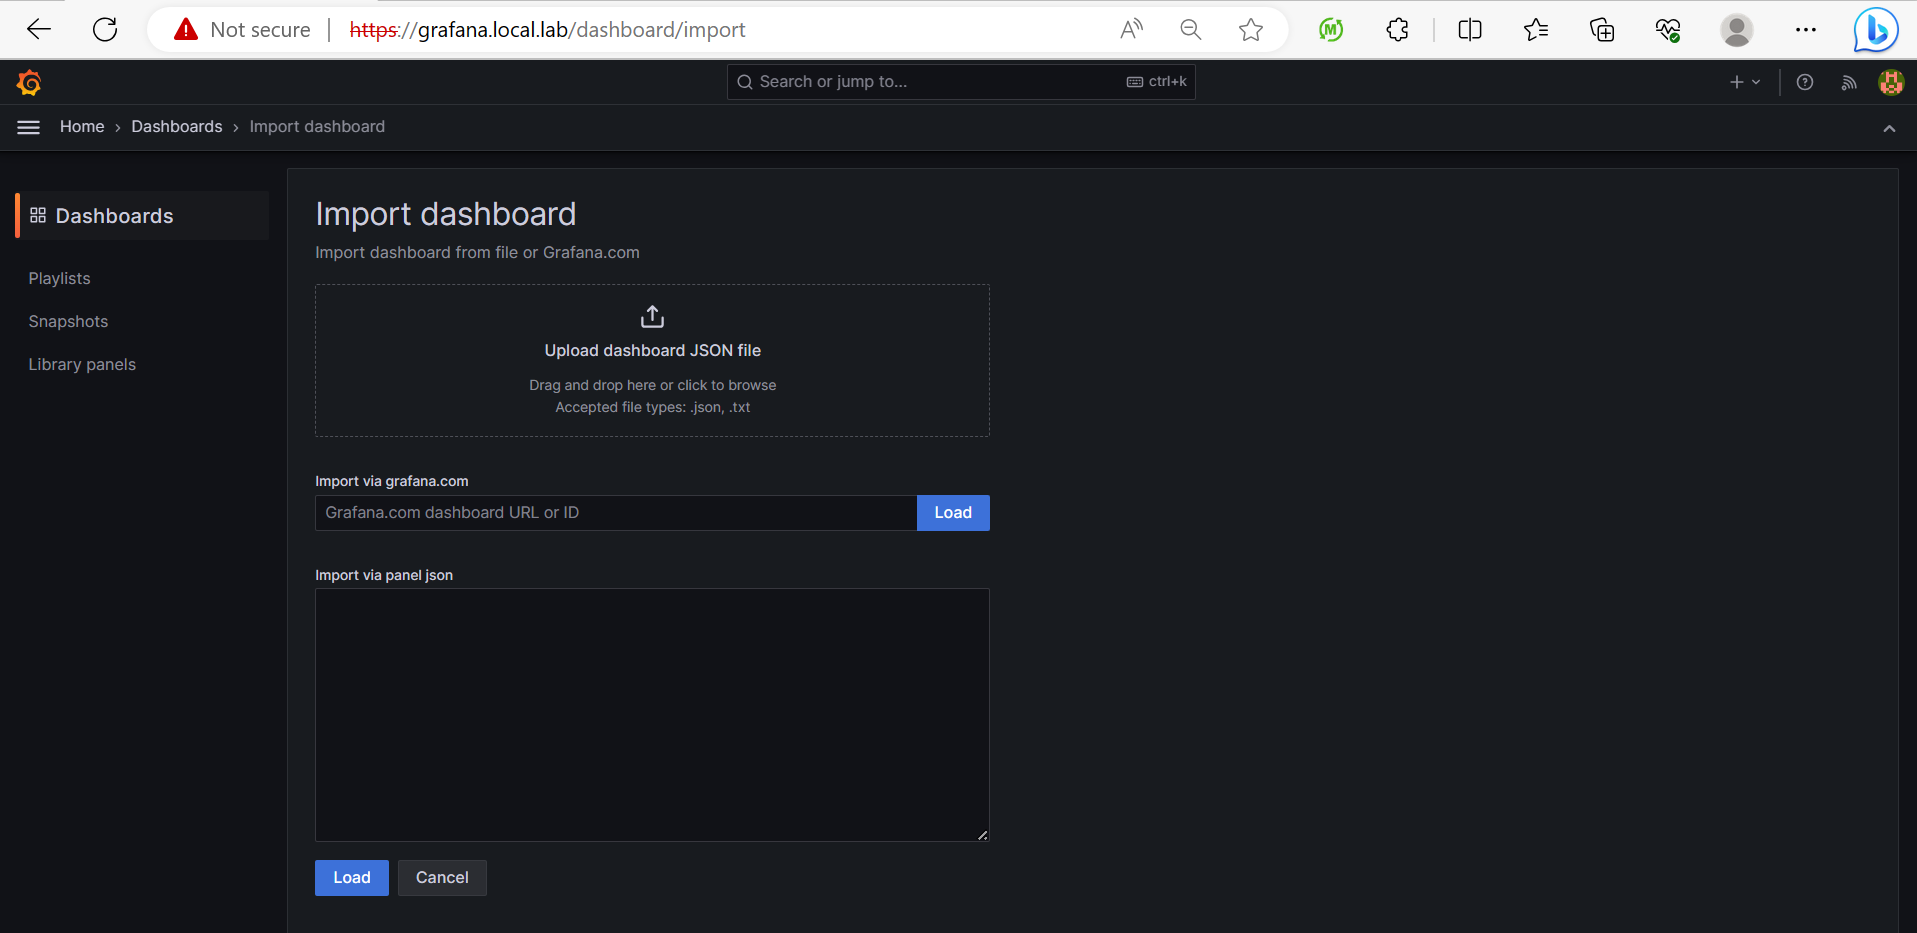 Not secure | https://grafana.local.lab/dashboard/import
Search or jump to... ctrl+k
Home › Dashboards › Import dashboard
Dashboards
Playlists
Snapshots
Library panels
Import dashboard
Import dashboard from file or Grafana.com
Upload dashboard JSON file
Drag and drop here or click to browse
Accepted file types: .json, .txt
Import via grafana.com
Grafana.com dashboard URL or ID Load
Import via panel json
Load Cancel